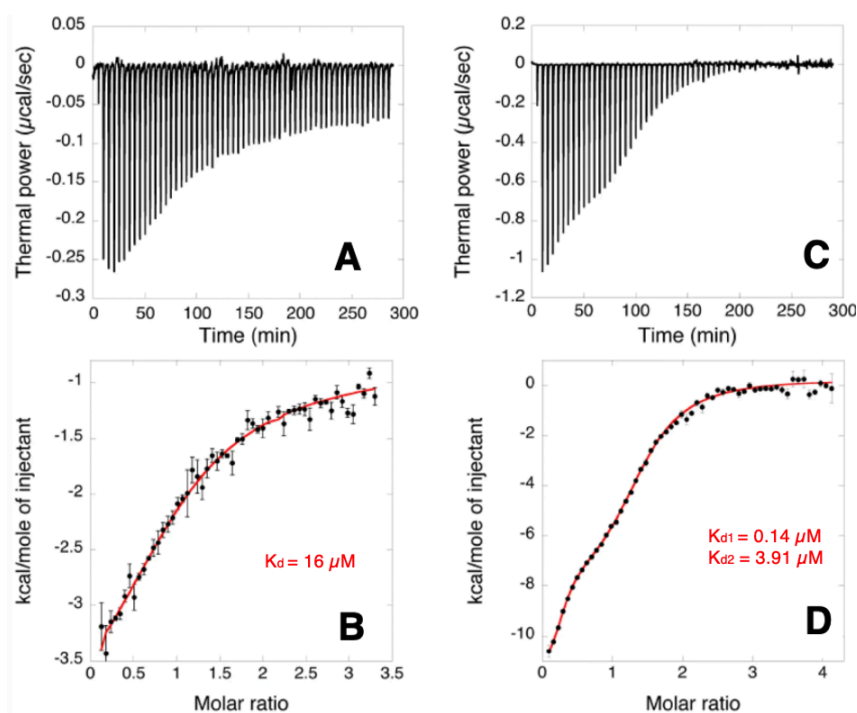 0.05
0
-0.05
-0.1
-0.15
-0.2
-0.25
-0.3
Thermal power (µcal/sec)
A
0 50 100 150 200 250 300
Time (min)
0.2
0
-0.2
-0.4
-0.6
-0.8
-1
-1.2
Thermal power (µcal/sec)
C
0 50 100 150 200 250 300
Time (min)
-1
-1.5
-2
-2.5
-3
-3.5
kcal/mole of injectant
Kd = 16 µM
B
0 0.5 1 1.5 2 2.5 3 3.5
Molar ratio
0
-2
-4
-6
-8
-10
kcal/mole of injectant
Kd1 = 0.14 µM
Kd2 = 3.91 µM
D
0 1 2 3 4
Molar ratio